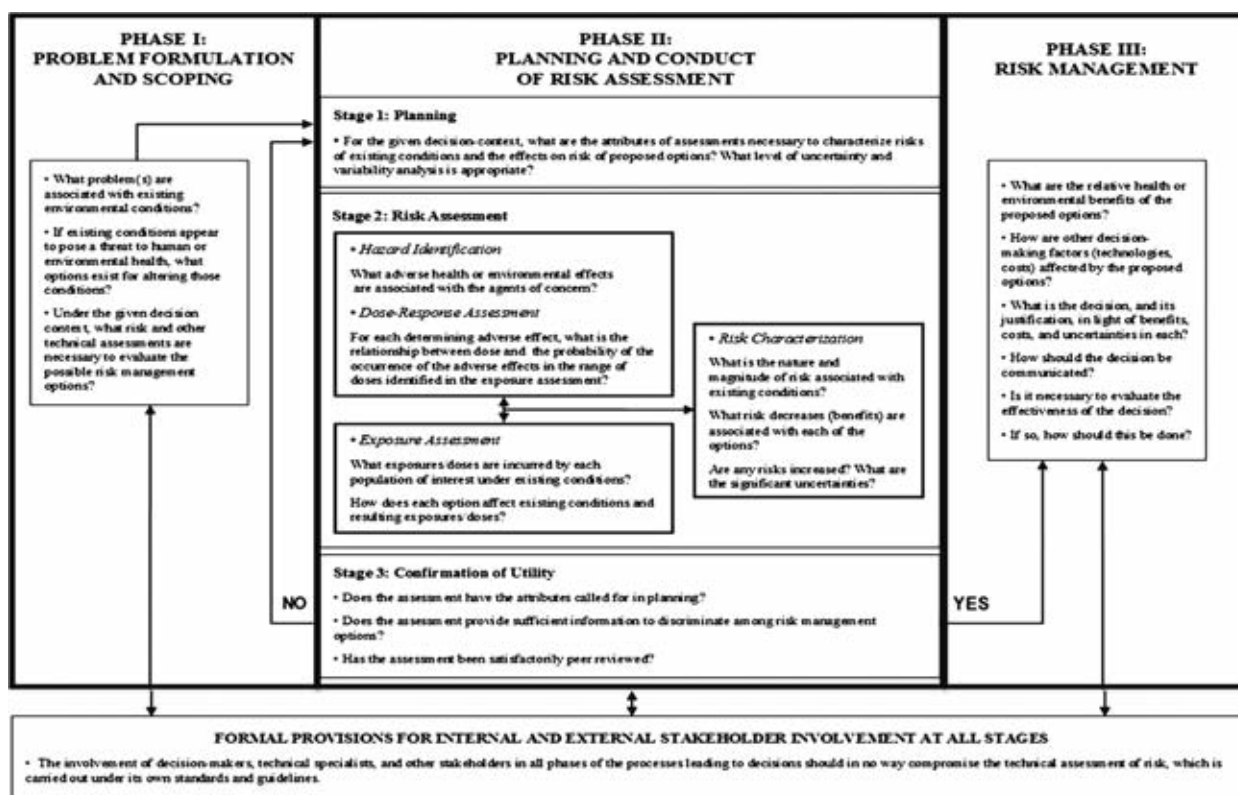 PHASE I:
PROBLEM FORMULATION
AND SCOPING
• What problem(s) are
associated with existing
environmental conditions?
• If existing conditions appear
to pose a threat to human or
environmental health, what
options exist for altering those
conditions?
• Under the given decision
context, what risk and other
technical assessments are
necessary to evaluate the
possible risk management
options?
PHASE II:
PLANNING AND CONDUCT
OF RISK ASSESSMENT
Stage 1: Planning
• For the given decision-context, what are the attributes of assessments necessary to characterize risks
of existing conditions and the effects on risk of proposed options? What level of uncertainty and
variability analysis is appropriate?
Stage 2: Risk Assessment
• Hazard Identification
What adverse health or environmental effects
are associated with the agents of concern?
• Dose-Response Assessment
For each determining adverse effect, what is the
relationship between dose and the probability of the
occurrence of the adverse effects in the range of
doses identified in the exposure assessment?
• Exposure Assessment
What exposures/doses are incurred by each
population of interest under existing conditions?
How does each option affect existing conditions and
resulting exposures/doses?
• Risk Characterization
What is the nature and
magnitude of risk associated with
existing conditions?
What risk decreases (benefits) are
associated with each of the
options?
Are any risks increased? What are
the significant uncertainties?
Stage 3: Confirmation of Utility
• Does the assessment have the attributes called for in planning?
• Does the assessment provide sufficient information to discriminate among risk management
options?
• Has the assessment been satisfactorily peer reviewed?
NO
YES
PHASE III:
RISK MANAGEMENT
• What are the relative health or
environmental benefits of the
proposed options?
• How are other decision-
making factors (technologies,
costs) affected by the proposed
options?
• What is the decision, and its
justification, in light of benefits,
costs, and uncertainties in each?
• How should the decision be
communicated?
• Is it necessary to evaluate the
effectiveness of the decision?
• If so, how should this be done?
FORMAL PROVISIONS FOR INTERNAL AND EXTERNAL STAKEHOLDER INVOLVEMENT AT ALL STAGES
• The involvement of decision-makers, technical specialists, and other stakeholders in all phases of the processes leading to decisions should in no way compromise the technical assessment of risk, which is
carried out under its own standards and guidelines.